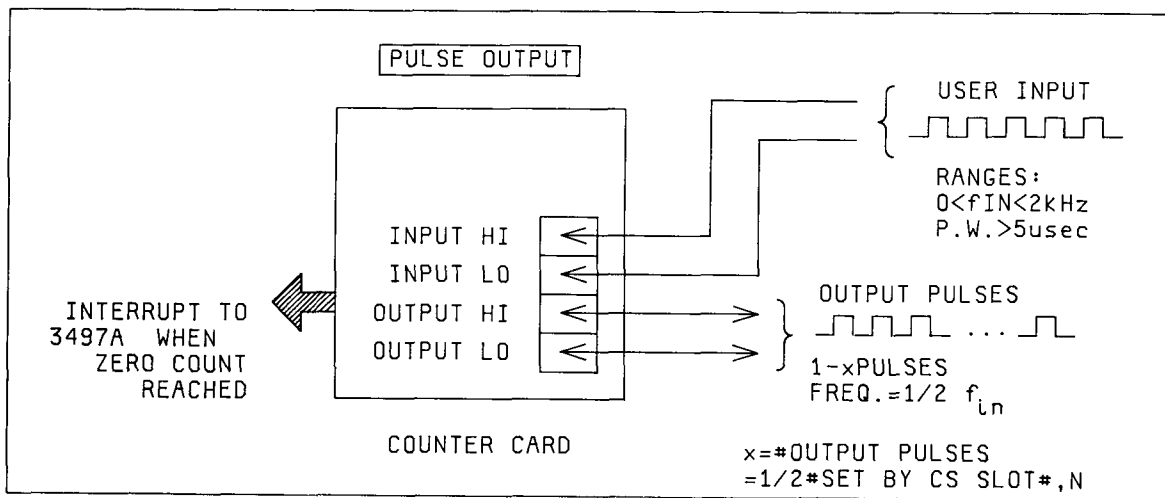 PULSE OUTPUT
USER INPUT
RANGES:
0<fIN<2kHz
P.W.>5usec
INPUT HI
INPUT LO
OUTPUT HI
OUTPUT LO
INTERRUPT TO
3497A WHEN
ZERO COUNT
REACHED
OUTPUT PULSES
...
1-xPULSES
FREQ.=1/2 fin
COUNTER CARD
x=#OUTPUT PULSES
=1/2#SET BY CS SLOT#,N